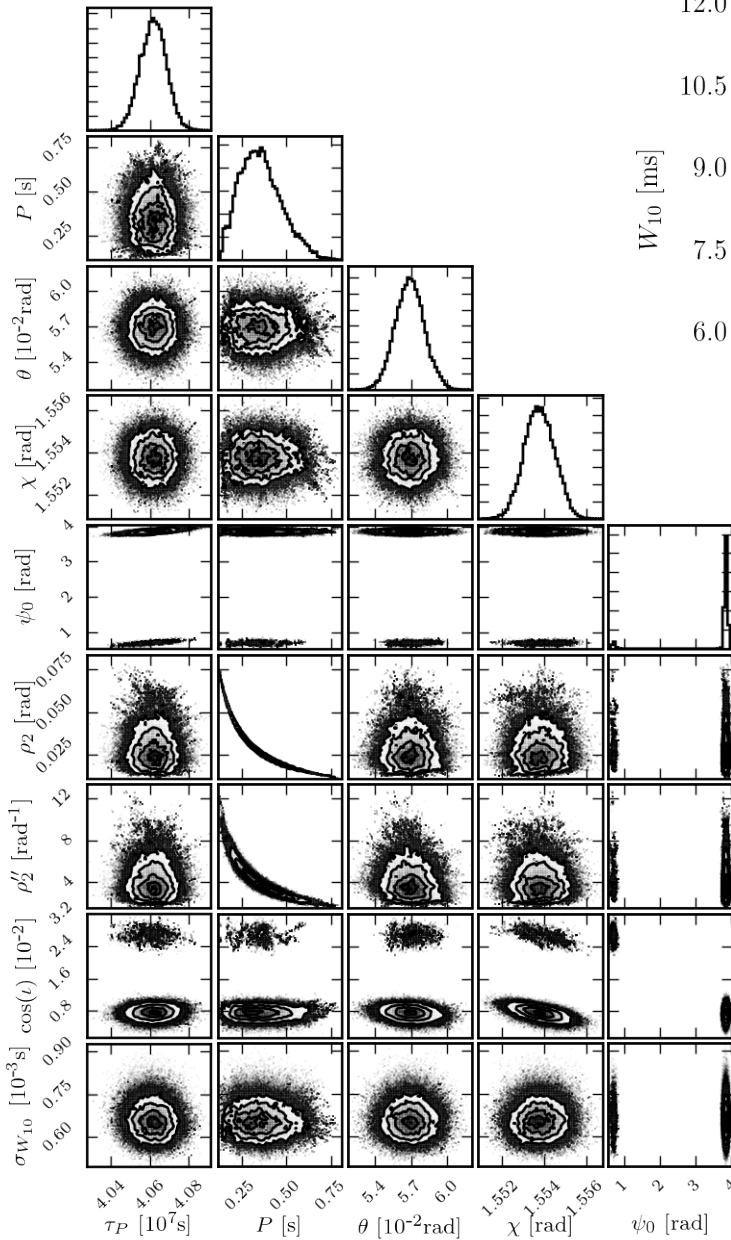 12.0
10.5
9.0
7.5
6.0
W₁₀ [ms]
0.75
0.50
0.25
P [s]
6.0
5.7
5.4
θ [10⁻²rad]
1.556
1.554
1.552
χ [rad]
4
3
2
1
ψ₀ [rad]
0.075
0.050
0.025
ρ₂ [rad]
12
8
4
ρ₂″ [rad⁻¹]
3.2
2.4
1.6
0.8
cos(ι) [10⁻²]
0.90
0.75
0.60
σ_W₁₀ [10⁻³s]
4.04 4.06 4.08 0.25 0.50 0.75 5.4 5.7 6.0 1.552 1.554 1.556 1 2 3 4
τ_P [10⁷s] P [s] θ [10⁻²rad] χ [rad] ψ₀ [rad]